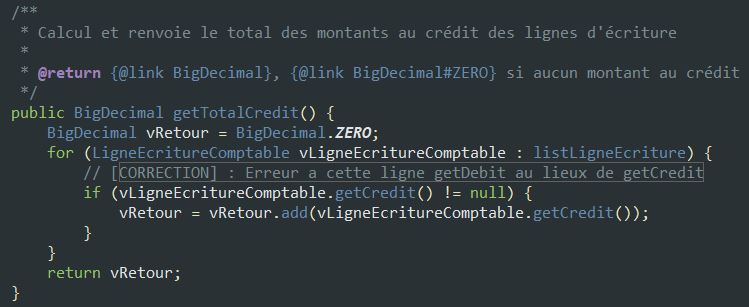 /**
 * Calcul et renvoie le total des montants au crédit des lignes d'écriture
 *
 * @return {@link BigDecimal}, {@link BigDecimal#ZERO} si aucun montant au crédit
 */
public BigDecimal getTotalCredit() {
    BigDecimal vRetour = BigDecimal.ZERO;
    for (LigneEcritureComptable vLigneEcritureComptable : listLigneEcriture) {
        // [CORRECTION] : Erreur a cette ligne getDebit au lieux de getCredit
        if (vLigneEcritureComptable.getCredit() != null) {
            vRetour = vRetour.add(vLigneEcritureComptable.getCredit());
        }
    }
    return vRetour;
}